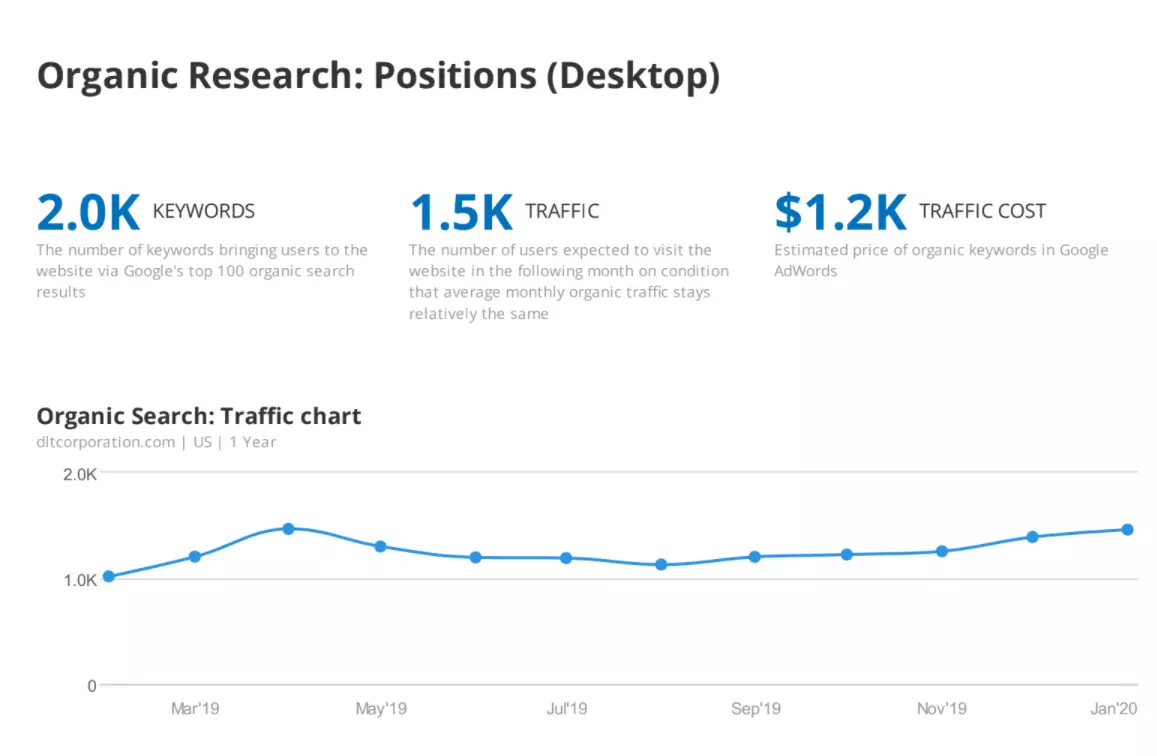 Organic Research: Positions (Desktop)
2.0K KEYWORDS
The number of keywords bringing users to the
website via Google's top 100 organic search
results
1.5K TRAFFIC
The number of users expected to visit the
website in the following month on condition
that average monthly organic traffic stays
relatively the same
$1.2K TRAFFIC COST
Estimated price of organic keywords in Google
AdWords
Organic Search: Traffic chart
dltcorporation.com | US | 1 Year
2.0K
1.0K
0
Mar'19 May'19 Jul'19 Sep'19 Nov'19 Jan'20